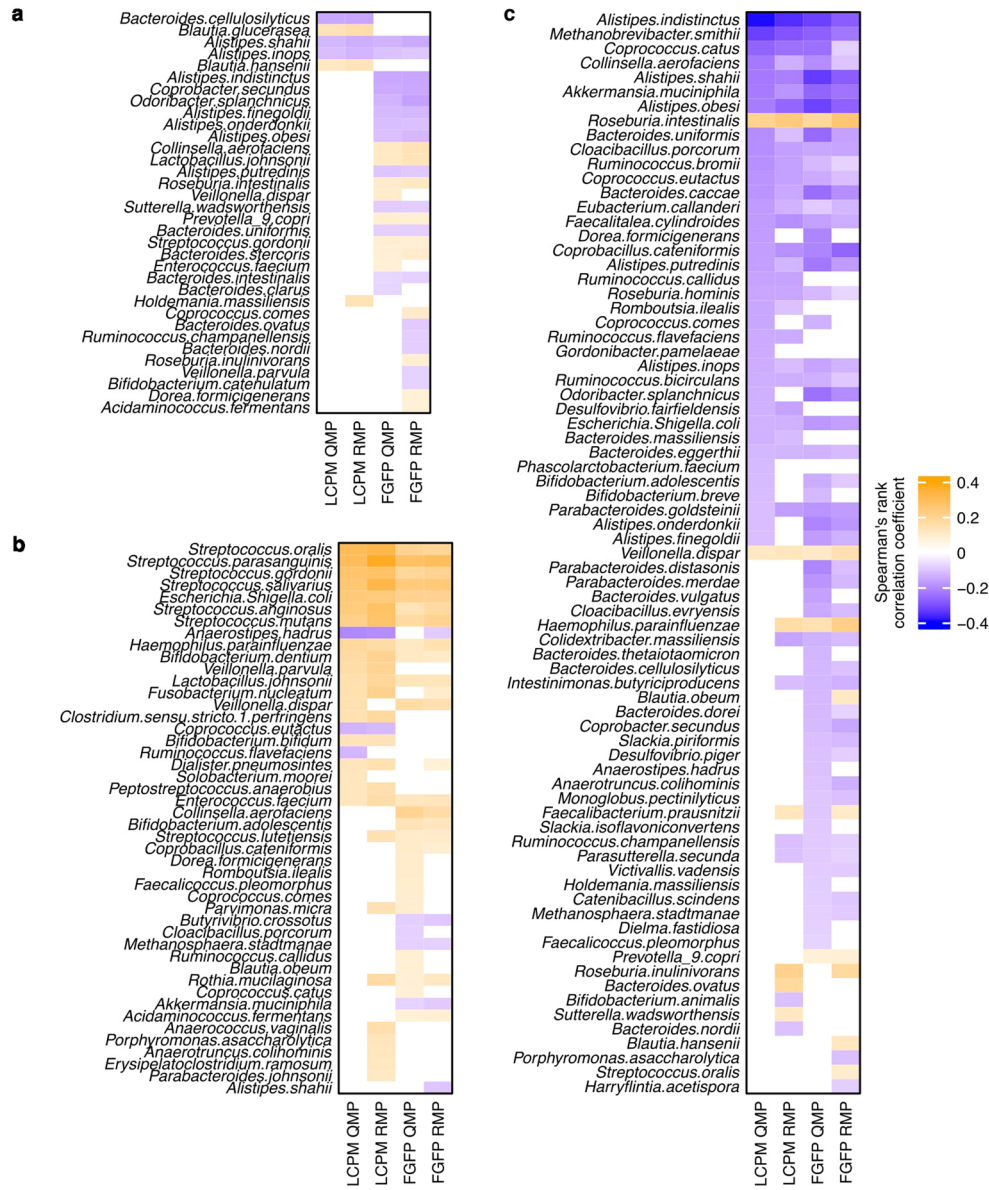 a
Bacteroides.cellulosilyticus
Blautia.glucerasea
Alistipes.shahii
Alistipes.inops
Blautia.hansenii
Alistipes.indistinctus
Coprobacter.secundus
Odoribacter.splanchnicus
Alistipes.finegoldii
Alistipes.onderdonkii
Alistipes.obesi
Collinsella.aerofaciens
Lactobacillus.johnsonii
Alistipes.putredinis
Roseburia.intestinalis
Veillonella.dispar
Sutterella.wadsworthensis
Prevotella_9.copri
Bacteroides.uniformis
Streptococcus.gordonii
Bacteroides.stercoris
Enterococcus.faecium
Bacteroides.intestinalis
Bacteroides.clarus
Holdemania.massiliensis
Coprococcus.comes
Bacteroides.ovatus
Ruminococcus.champanellensis
Bacteroides.nordii
Roseburia.inulinivorans
Veillonella.parvula
Bifidobacterium.catenulatum
Dorea.formicigenerans
Acidaminococcus.fermentans
LCPM QMP
LCPM RMP
FGFP QMP
FGFP RMP
b
Streptococcus.oralis
Streptococcus.parasanguinis
Streptococcus.gordonii
Streptococcus.salivarius
Escherichia.Shigella.coli
Streptococcus.anginosus
Streptococcus.mutans
Anaerostipes.hadrus
Haemophilus.parainfluenzae
Bifidobacterium.dentium
Veillonella.parvula
Lactobacillus.johnsonii
Fusobacterium.nucleatum
Veillonella.dispar
Clostridium.sensu.stricto.1.perfringens
Coprococcus.eutactus
Bifidobacterium.bifidum
Ruminococcus.flavefaciens
Dialister.pneumosintes
Solobacterium.moorei
Peptostreptococcus.anaerobius
Enterococcus.faecium
Collinsella.aerofaciens
Bifidobacterium.adolescentis
Streptococcus.lutetiensis
Coprobacillus.cateniformis
Dorea.formicigenerans
Romboutsia.ilealis
Faecalicoccus.pleomorphus
Coprococcus.comes
Parvimonas.micra
Butyrivibrio.crossotus
Cloacibacillus.porcorum
Methanosphaera.stadtmanae
Ruminococcus.callidus
Blautia.obeum
Rothia.mucilaginosa
Coprococcus.catus
Akkermansia.muciniphila
Acidaminococcus.fermentans
Anaerococcus.vaginalis
Porphyromonas.asaccharolytica
Anaerotruncus.colihominis
Erysipelatoclostridium.ramosum
Parabacteroides.johnsonii
Alistipes.shahii
LCPM QMP
LCPM RMP
FGFP QMP
FGFP RMP
c
Alistipes.indistinctus
Methanobrevibacter.smithii
Coprococcus.catus
Collinsella.aerofaciens
Alistipes.shahii
Akkermansia.muciniphila
Alistipes.obesi
Roseburia.intestinalis
Bacteroides.uniformis
Cloacibacillus.porcorum
Ruminococcus.bromii
Coprococcus.eutactus
Bacteroides.caccae
Eubacterium.callanderi
Faecalitalea.cylindroides
Dorea.formicigenerans
Coprobacillus.cateniformis
Alistipes.putredinis
Ruminococcus.callidus
Roseburia.hominis
Romboutsia.ilealis
Coprococcus.comes
Ruminococcus.flavefaciens
Gordonibacter.pamelaeae
Alistipes.inops
Ruminococcus.bicirculans
Odoribacter.splanchnicus
Desulfovibrio.fairfieldensis
Escherichia.Shigella.coli
Bacteroides.massiliensis
Bacteroides.eggerthii
Phascolarctobacterium.faecium
Bifidobacterium.adolescentis
Bifidobacterium.breve
Parabacteroides.goldsteinii
Alistipes.onderdonkii
Alistipes.finegoldii
Veillonella.dispar
Parabacteroides.distasonis
Parabacteroides.merdae
Bacteroides.vulgatus
Cloacibacillus.evryensis
Haemophilus.parainfluenzae
Colidextribacter.massiliensis
Bacteroides.thetaiotaomicron
Bacteroides.cellulosilyticus
Intestinimonas.butyriciproducens
Blautia.obeum
Bacteroides.dorei
Coprobacter.secundus
Slackia.piriformis
Desulfovibrio.piger
Anaerostipes.hadrus
Anaerotruncus.colihominis
Monoglobus.pectinilyticus
Faecalibacterium.prausnitzii
Slackia.isoflavoniconvertens
Ruminococcus.champanellensis
Parasutterella.secunda
Victivallis.vadensis
Holdemania.massiliensis
Catenibacillus.scindens
Methanosphaera.stadtmanae
Dielma.fastidiosa
Faecalicoccus.pleomorphus
Prevotella_9.copri
Roseburia.inulinivorans
Bacteroides.ovatus
Bifidobacterium.animalis
Sutterella.wadsworthensis
Bacteroides.nordii
Blautia.hansenii
Porphyromonas.asaccharolytica
Streptococcus.oralis
Harryflintia.acetispora
LCPM QMP
LCPM RMP
FGFP QMP
FGFP RMP
Spearman's rank
correlation coefficient
0.4
0.2
0
−0.2
−0.4